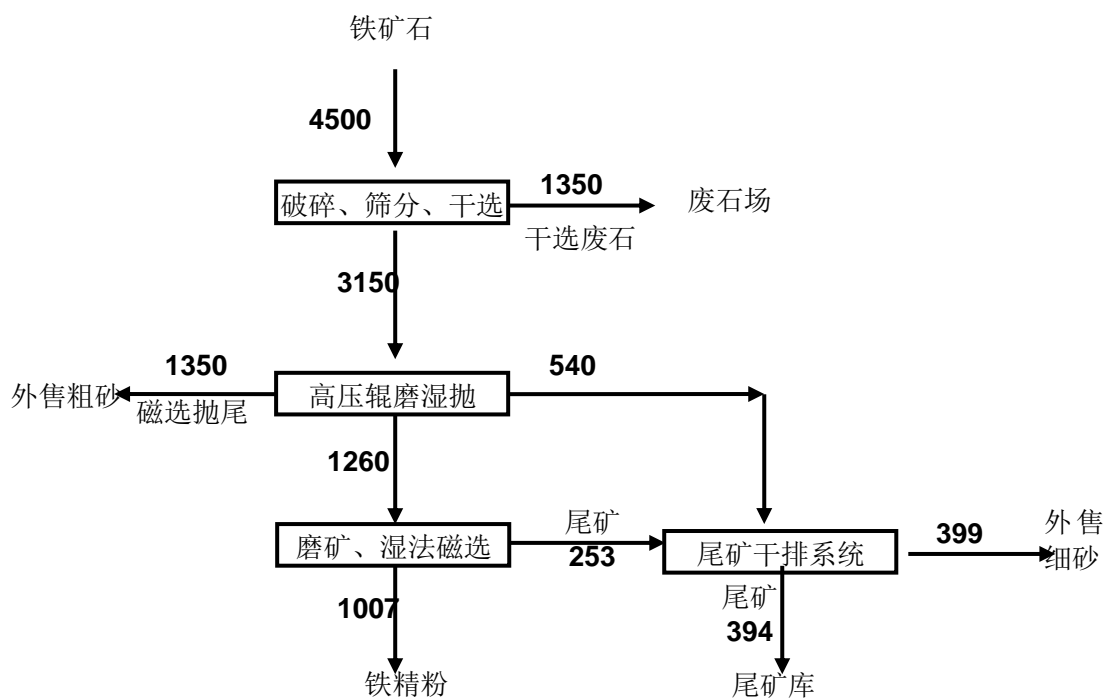 铁矿石
4500
破碎、筛分、干选
1350
干选废石
废石场
3150
外售粗砂
1350
磁选抛尾
高压辊磨湿抛
540
1260
磨矿、湿法磁选
尾矿
253
尾矿干排系统
399
外售
细砂
1007
尾矿
394
铁精粉
尾矿库